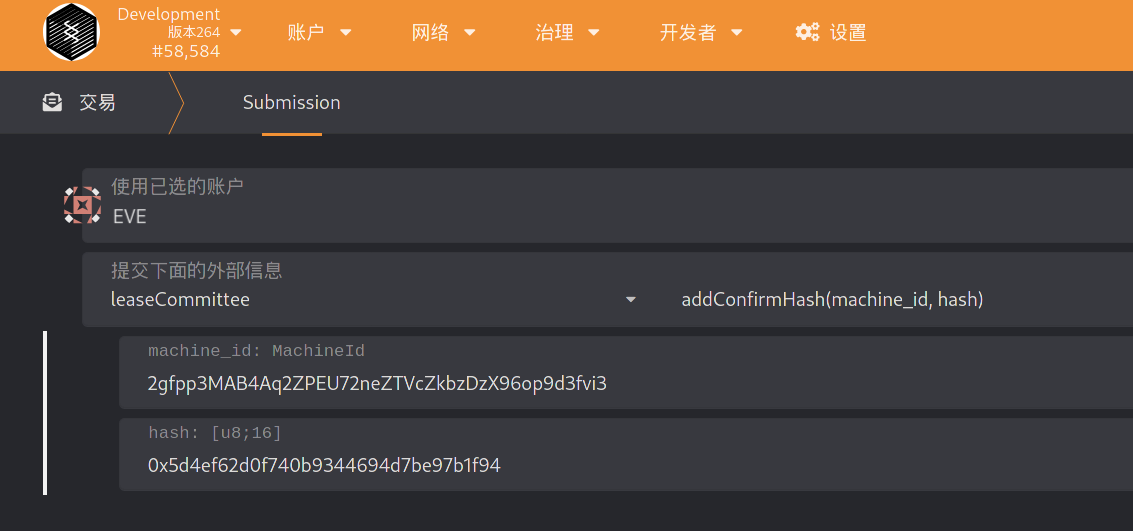 Development
版本264
#58,584
账户
网络
治理
开发者
设置
交易
Submission
使用已选的账户
EVE
提交下面的外部信息
leaseCommittee
addConfirmHash(machine_id, hash)
machine_id: MachineId
2gfpp3MAB4Aq2ZPEU72neZTVcZkbzDzX96op9d3fvi3
hash: [u8;16]
0x5d4ef62d0f740b9344694d7be97b1f94